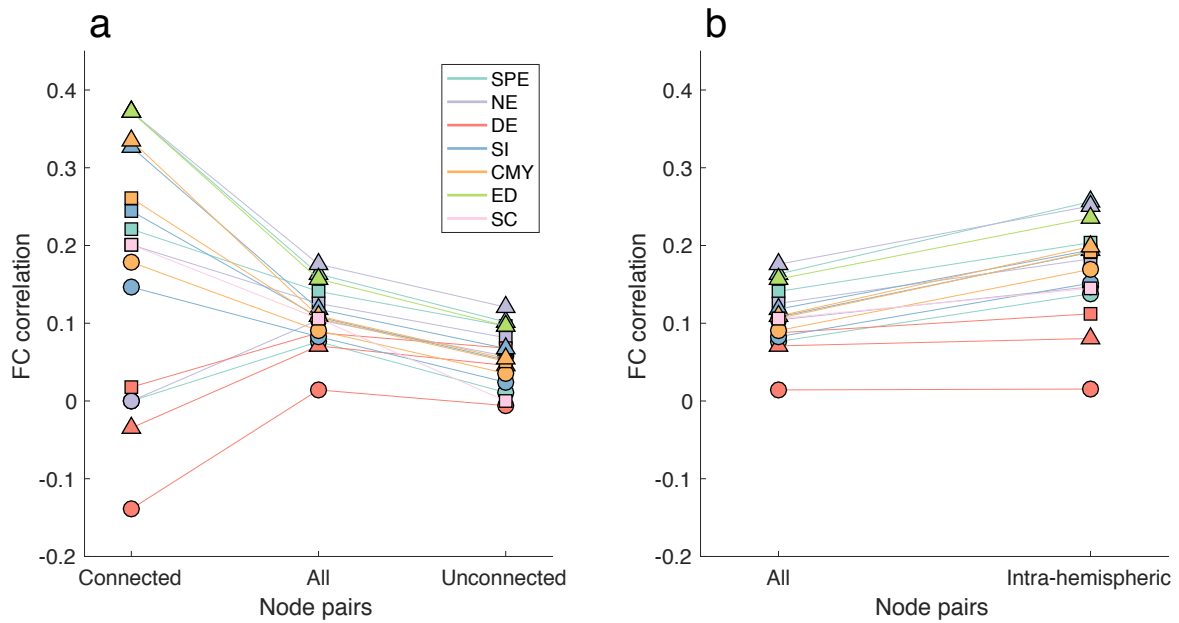 a
FC correlation
0.4
0.3
0.2
0.1
0
-0.1
-0.2
Connected
All
Unconnected
Node pairs
SPE
NE
DE
SI
CMY
ED
SC
b
FC correlation
0.4
0.3
0.2
0.1
0
-0.1
-0.2
All
Intra-hemispheric
Node pairs